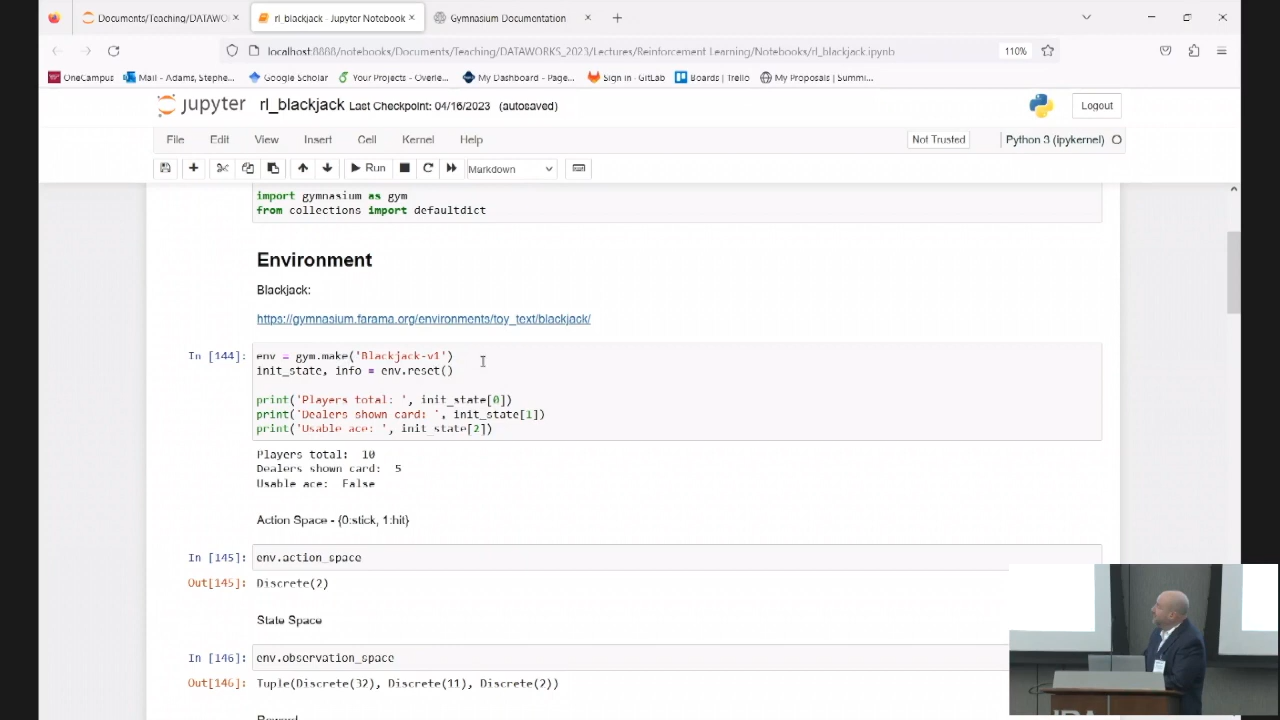 Documents/Teaching/DATAWO
rl_blackjack - Jupyter Notebook
Gymnasium Documentation
localhost:8888/notebooks/Documents/Teaching/DATAWORKS_2023/Lectures/Reinforcement Learning/Notebooks/rl_blackjack.ipynb
110%
OneCampus
Mail - Adams, Stephe...
Google Scholar
Your Projects - Overle...
My Dashboard - Page...
Sign in · GitLab
Boards | Trello
My Proposals | Summi...
jupyter rl_blackjack Last Checkpoint: 04/16/2023 (autosaved)
Logout
File Edit View Insert Cell Kernel Help
Not Trusted
Python 3 (ipykernel)
Run
Markdown
import gymnasium as gym
from collections import defaultdict
Environment
Blackjack:
https://gymnasium.farama.org/environments/toy_text/blackjack/
In [144]: env = gym.make('Blackjack-v1')
init_state, info = env.reset()
print('Players total: ', init_state[0])
print('Dealers shown card: ', init_state[1])
print('Usable ace: ', init_state[2])
Players total:  10
Dealers shown card:  5
Usable ace:  False
Action Space - {0:stick, 1:hit}
In [145]: env.action_space
Out[145]: Discrete(2)
State Space
In [146]: env.observation_space
Out[146]: Tuple(Discrete(32), Discrete(11), Discrete(2))
Reward